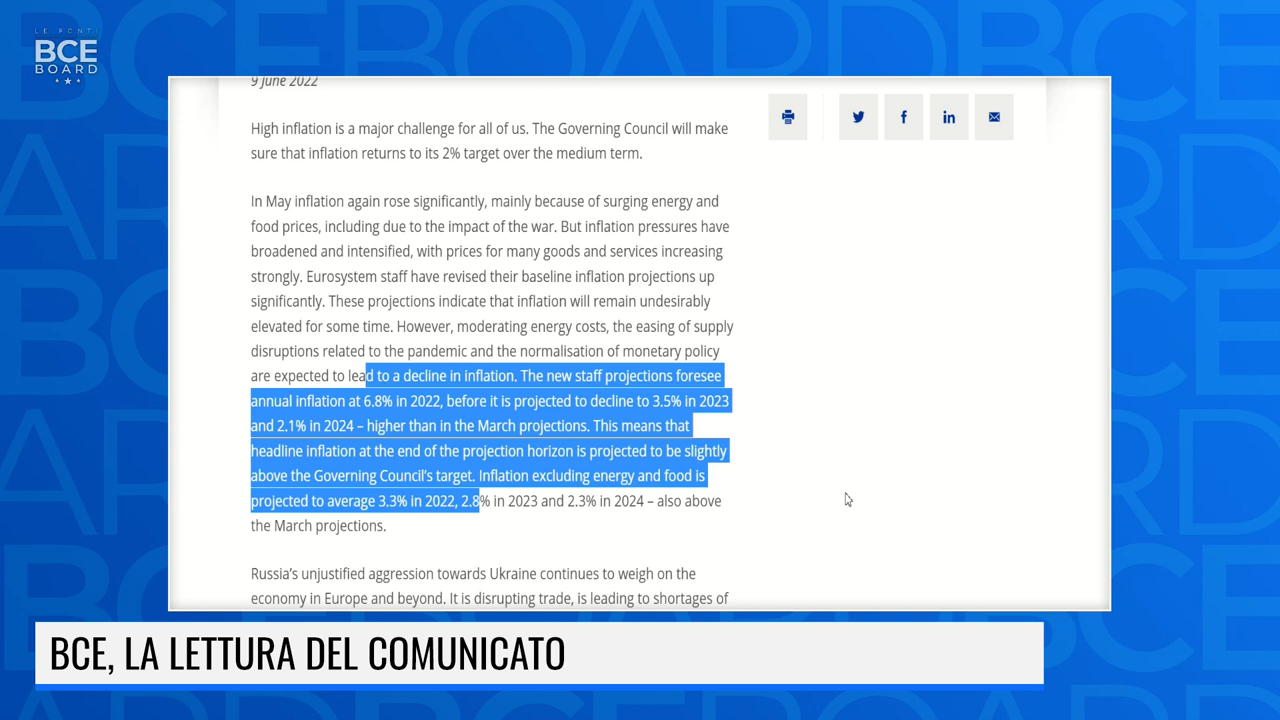 LE FONTI
BCE
BOARD
9 June 2022
High inflation is a major challenge for all of us. The Governing Council will make
sure that inflation returns to its 2% target over the medium term.
In May inflation again rose significantly, mainly because of surging energy and
food prices, including due to the impact of the war. But inflation pressures have
broadened and intensified, with prices for many goods and services increasing
strongly. Eurosystem staff have revised their baseline inflation projections up
significantly. These projections indicate that inflation will remain undesirably
elevated for some time. However, moderating energy costs, the easing of supply
disruptions related to the pandemic and the normalisation of monetary policy
are expected to lead to a decline in inflation. The new staff projections foresee
annual inflation at 6.8% in 2022, before it is projected to decline to 3.5% in 2023
and 2.1% in 2024 – higher than in the March projections. This means that
headline inflation at the end of the projection horizon is projected to be slightly
above the Governing Council’s target. Inflation excluding energy and food is
projected to average 3.3% in 2022, 2.8% in 2023 and 2.3% in 2024 – also above
the March projections.
Russia’s unjustified aggression towards Ukraine continues to weigh on the
economy in Europe and beyond. It is disrupting trade, is leading to shortages of
BCE, LA LETTURA DEL COMUNICATO